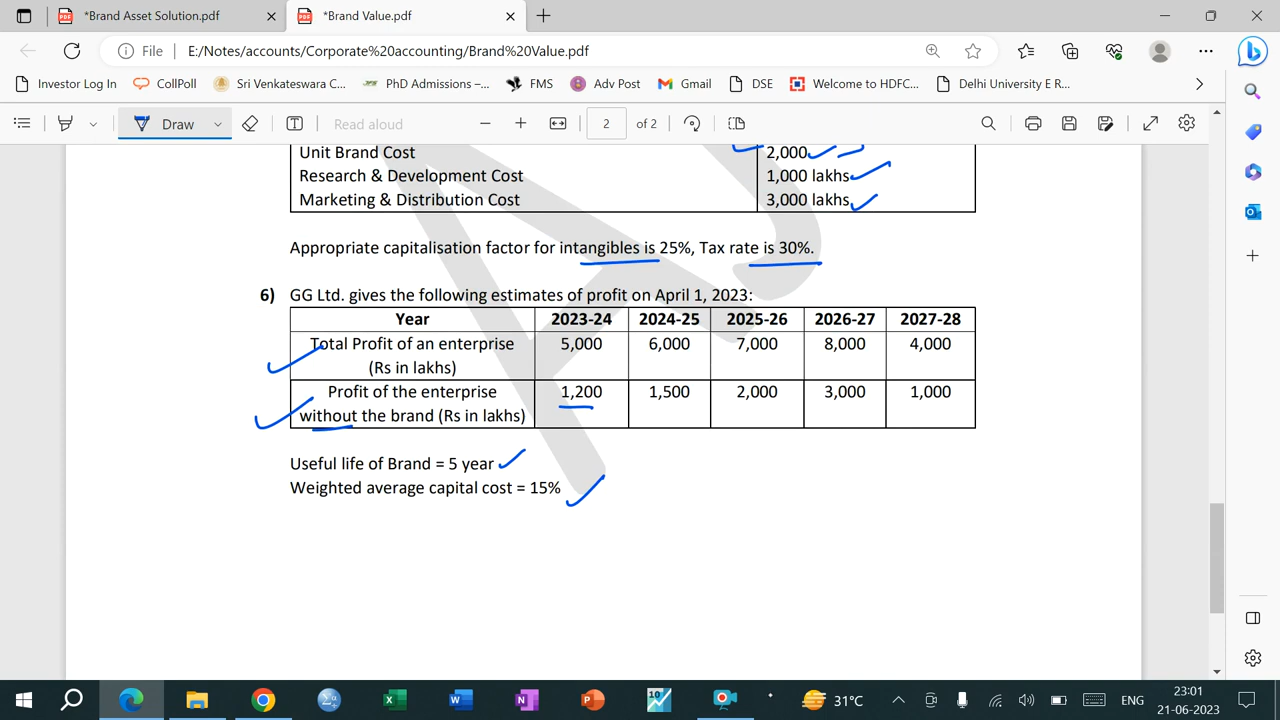 *Brand Asset Solution.pdf
*Brand Value.pdf
File E:/Notes/accounts/Corporate%20accounting/Brand%20Value.pdf
Investor Log In CollPoll Sri Venkateswara C... PhD Admissions –... FMS Adv Post Gmail DSE Welcome to HDFC... Delhi University E R...
Draw Read aloud 2 of 2
Unit Brand Cost 2,000
Research & Development Cost 1,000 lakhs
Marketing & Distribution Cost 3,000 lakhs
Appropriate capitalisation factor for intangibles is 25%, Tax rate is 30%.
6) GG Ltd. gives the following estimates of profit on April 1, 2023:
Year 2023-24 2024-25 2025-26 2026-27 2027-28
Total Profit of an enterprise 5,000 6,000 7,000 8,000 4,000
(Rs in lakhs)
Profit of the enterprise 1,200 1,500 2,000 3,000 1,000
without the brand (Rs in lakhs)
Useful life of Brand = 5 year
Weighted average capital cost = 15%
31°C ENG 23:01
21-06-2023